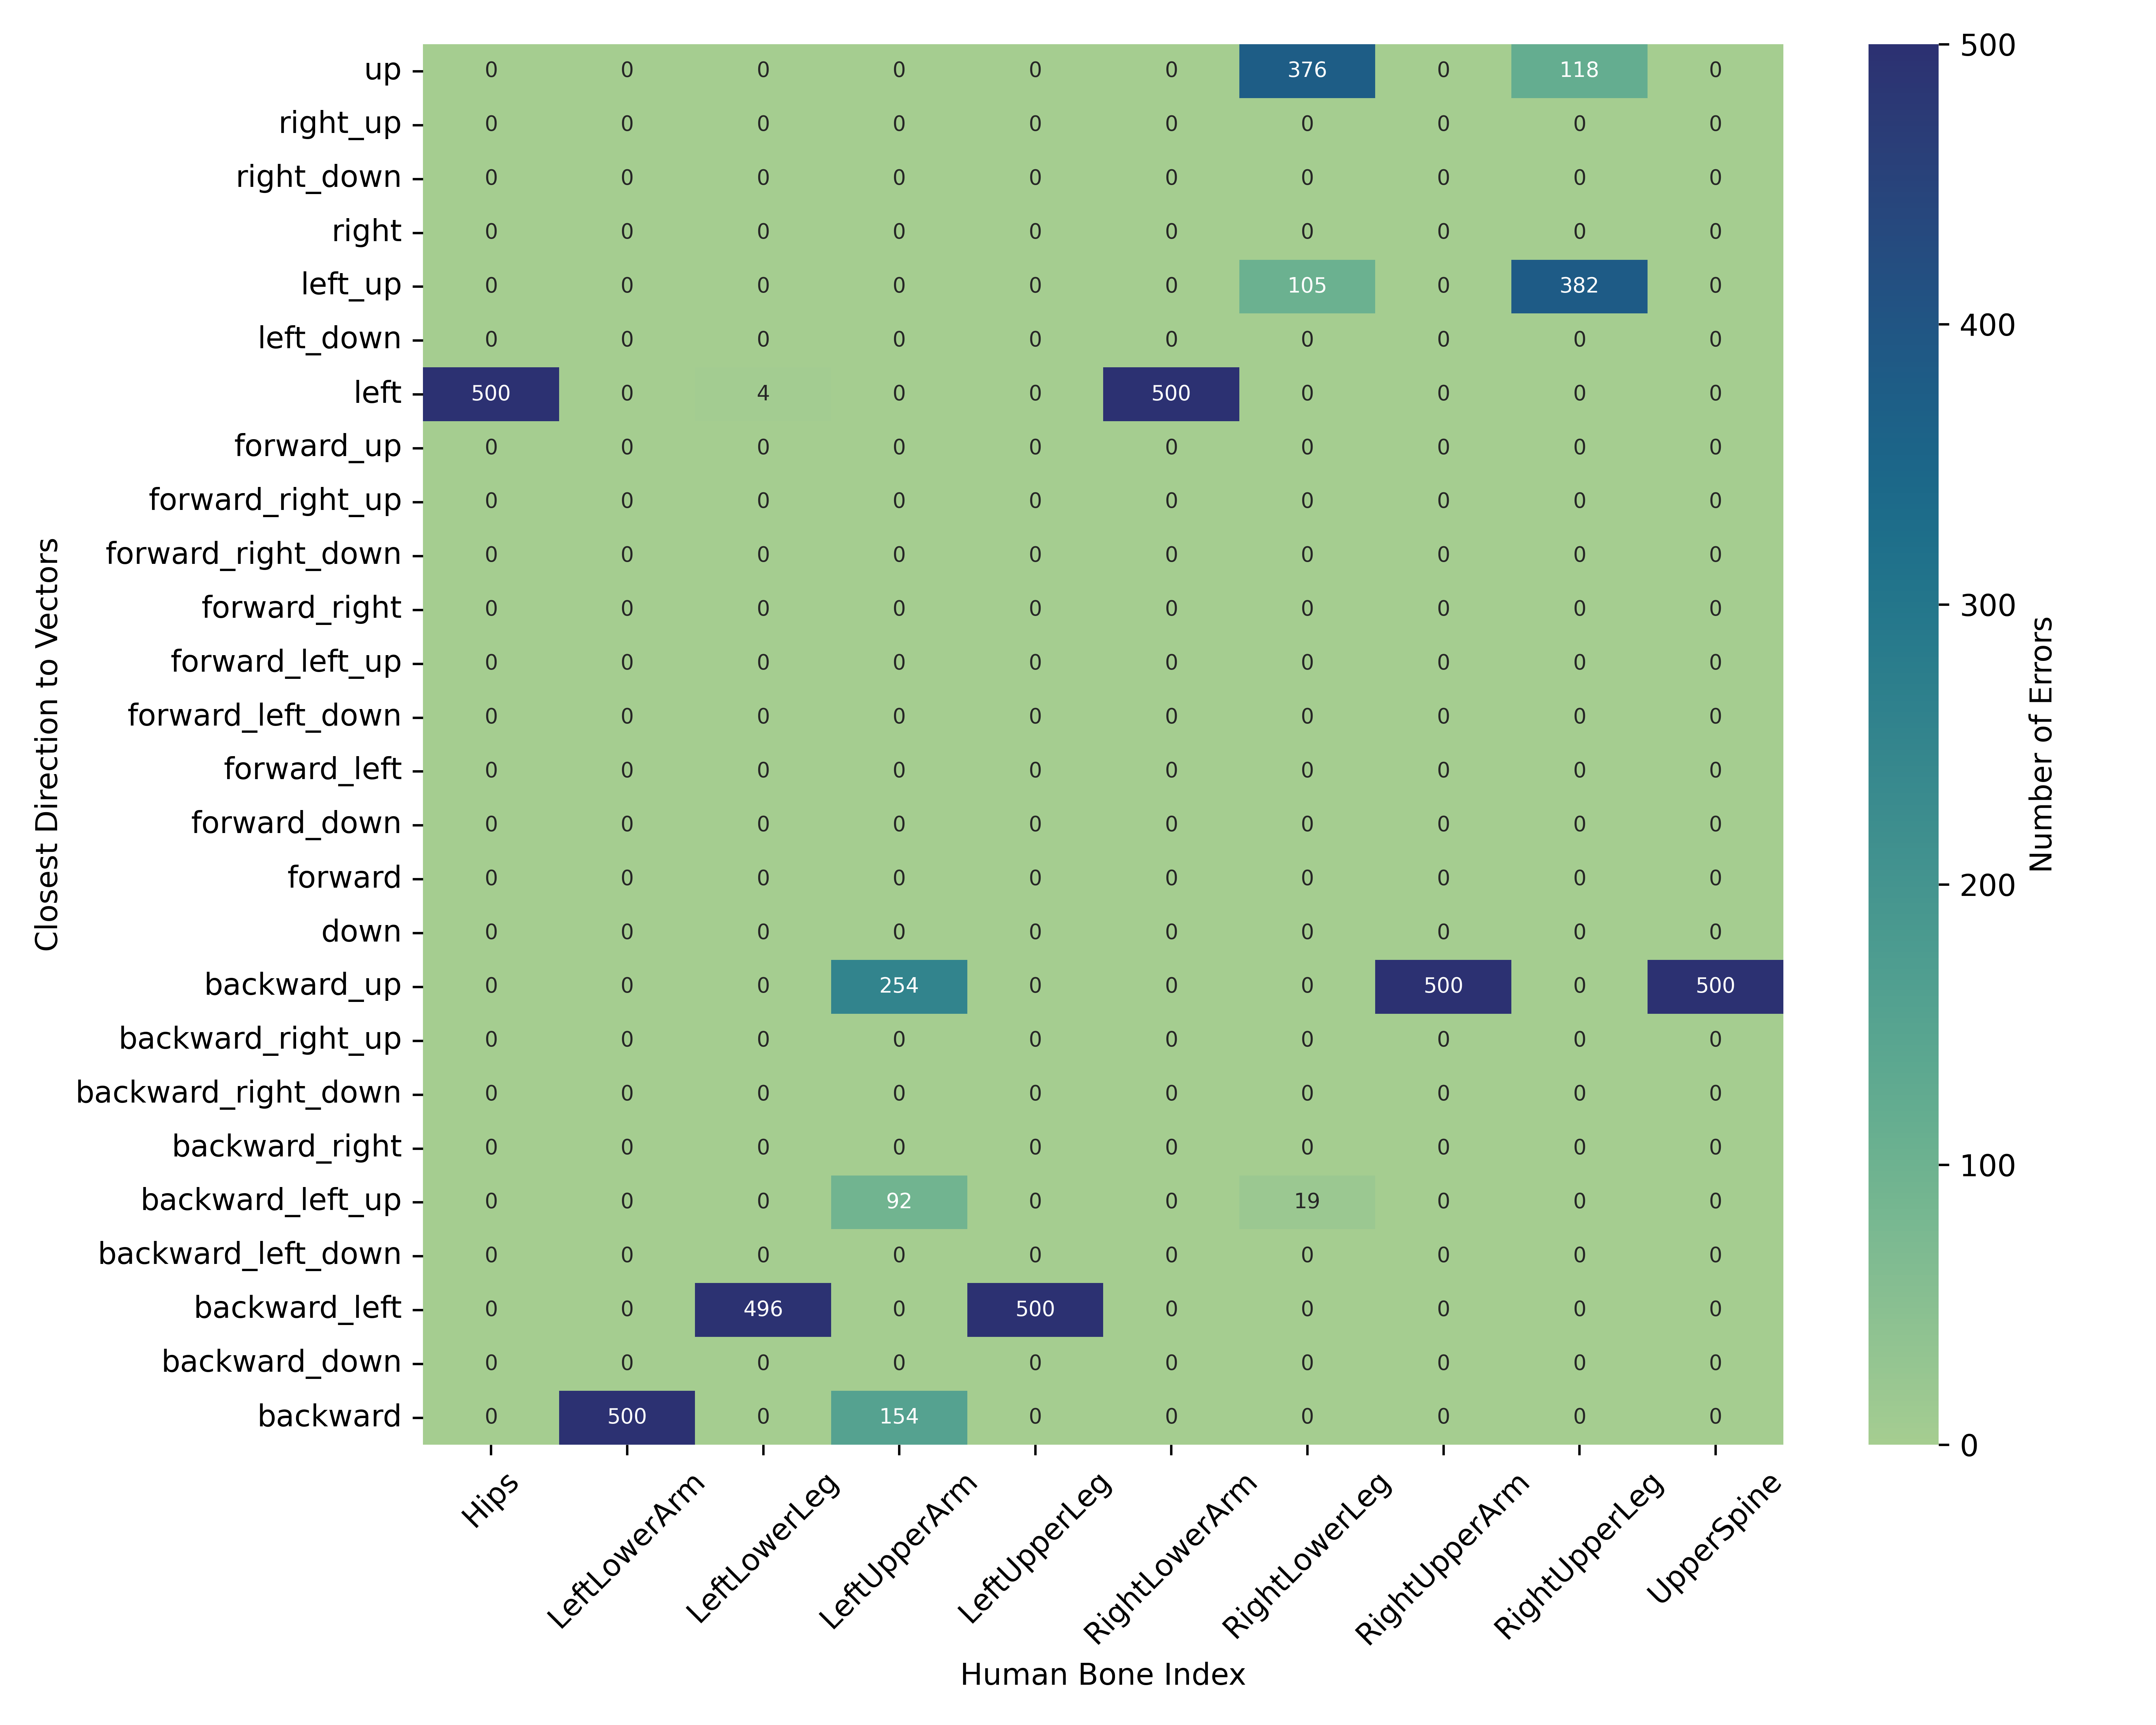 up 0 0 0 0 0 0 376 0 118 0
right_up 0 0 0 0 0 0 0 0 0 0
right_down 0 0 0 0 0 0 0 0 0 0
right 0 0 0 0 0 0 0 0 0 0
left_up 0 0 0 0 0 0 105 0 382 0
left_down 0 0 0 0 0 0 0 0 0 0
left 500 0 4 0 0 500 0 0 0 0
forward_up 0 0 0 0 0 0 0 0 0 0
forward_right_up 0 0 0 0 0 0 0 0 0 0
forward_right_down 0 0 0 0 0 0 0 0 0 0
forward_right 0 0 0 0 0 0 0 0 0 0
forward_left_up 0 0 0 0 0 0 0 0 0 0
forward_left_down 0 0 0 0 0 0 0 0 0 0
forward_left 0 0 0 0 0 0 0 0 0 0
forward_down 0 0 0 0 0 0 0 0 0 0
forward 0 0 0 0 0 0 0 0 0 0
down 0 0 0 0 0 0 0 0 0 0
backward_up 0 0 0 254 0 0 0 500 0 500
backward_right_up 0 0 0 0 0 0 0 0 0 0
backward_right_down 0 0 0 0 0 0 0 0 0 0
backward_right 0 0 0 0 0 0 0 0 0 0
backward_left_up 0 0 0 92 0 0 19 0 0 0
backward_left_down 0 0 0 0 0 0 0 0 0 0
backward_left 0 0 496 0 500 0 0 0 0 0
backward_down 0 0 0 0 0 0 0 0 0 0
backward 0 500 0 154 0 0 0 0 0 0
Closest Direction to Vectors
Hips
LeftLowerArm
LeftLowerLeg
LeftUpperArm
LeftUpperLeg
RightLowerArm
RightLowerLeg
RightUpperArm
RightUpperLeg
UpperSpine
Human Bone Index
500
400
300
200
100
0
Number of Errors